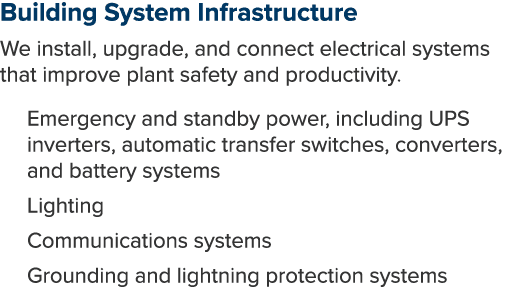 Building System Infrastructure
We install, upgrade, and connect electrical systems
that improve plant safety and productivity.
Emergency and standby power, including UPS
inverters, automatic transfer switches, converters,
and battery systems
Lighting
Communications systems
Grounding and lightning protection systems